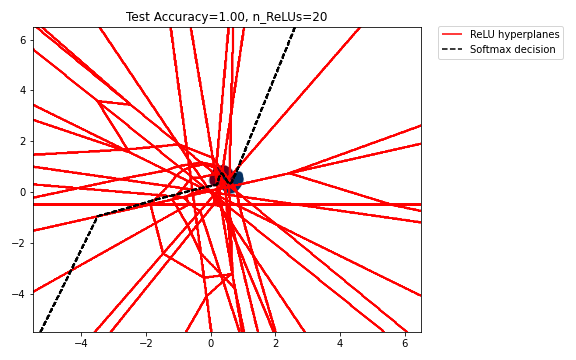 Test Accuracy=1.00, n_ReLUs=20
ReLU hyperplanes
Softmax decision
6
4
2
0
−2
−4
−4 −2 0 2 4 6